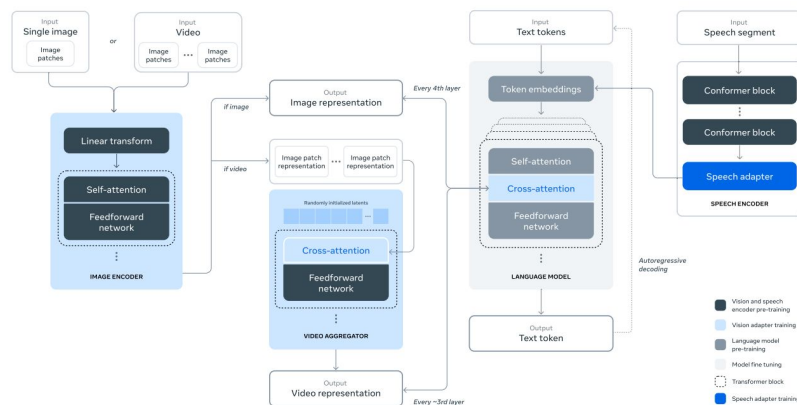 Input
Single image
Image
patches
or
Input
Video
Image
patches
...
Image
patches
Linear transform
Self-attention
Feedforward
network
IMAGE ENCODER
if image
if video
Output
Image representation
Image patch
representation
...
Image patch
representation
Randomly initialized latents
...
Cross-attention
Feedforward
network
VIDEO AGGREGATOR
Output
Video representation
Every 4th layer
Every ~3rd layer
Input
Text tokens
Token embeddings
Self-attention
Cross-attention
Feedforward
network
LANGUAGE MODEL
Output
Text token
Autoregressive
decoding
Input
Speech segment
Conformer block
Conformer block
Speech adapter
SPEECH ENCODER
Vision and speech
encoder pre-training
Vision adapter training
Language model
pre-training
Model fine tuning
Transformer block
Speech adapter training